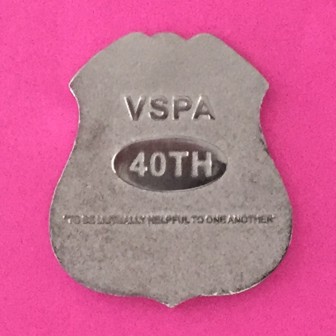 VSPA
40TH
"TO BE MUTUALLY HELPFUL TO ONE ANOTHER"